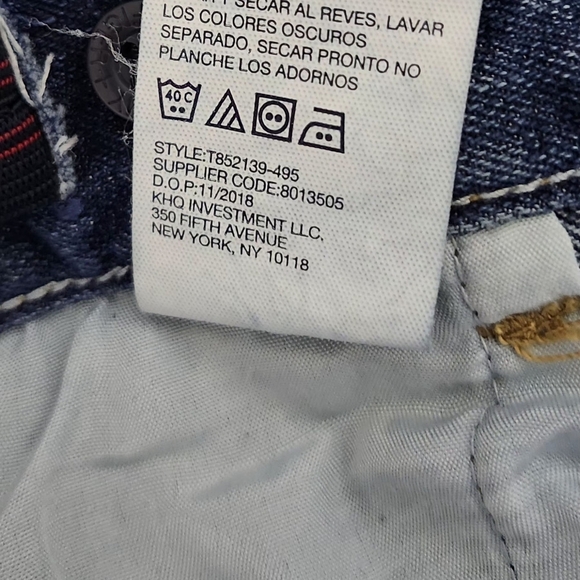 Y SECAR AL REVES, LAVAR
LOS COLORES OSCUROS
SEPARADO, SECAR PRONTO NO
PLANCHE LOS ADORNOS
40 C
STYLE:T852139-495
SUPPLIER CODE:8013505
D.O.P:11/2018
KHQ INVESTMENT LLC,
350 FIFTH AVENUE
NEW YORK, NY 10118